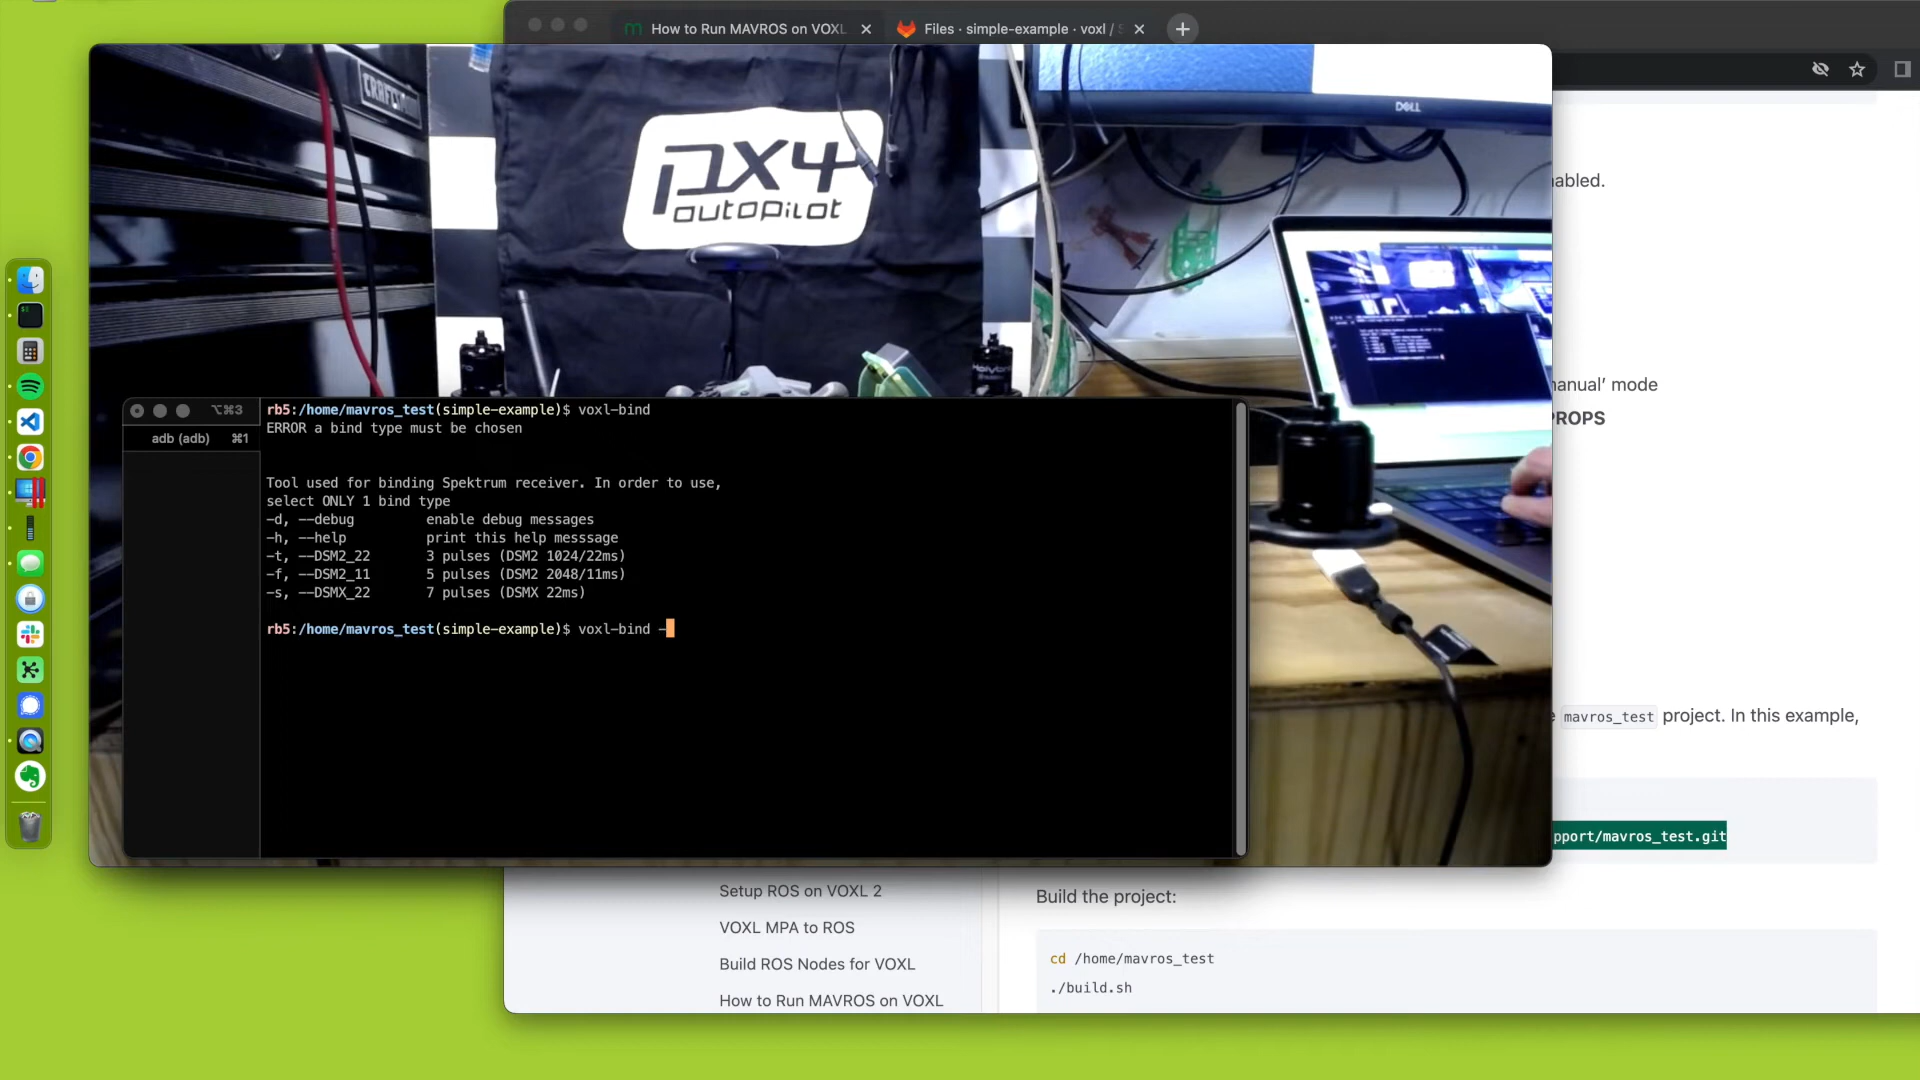 How to Run MAVROS on VOXL
Files · simple-example · voxl /
CRAFT
DELL
px4
autopilot
abled.
anual’ mode
ROPS
⌥⌘3
adb (adb) ⌘1
rb5:/home/mavros_test(simple-example)$ voxl-bind
ERROR a bind type must be chosen
Tool used for binding Spektrum receiver. In order to use,
select ONLY 1 bind type
-d, --debug enable debug messages
-h, --help print this help messsage
-t, --DSM2_22 3 pulses (DSM2 1024/22ms)
-f, --DSM2_11 5 pulses (DSM2 2048/11ms)
-s, --DSMX_22 7 pulses (DSMX 22ms)
rb5:/home/mavros_test(simple-example)$ voxl-bind -
Holybro
mavros_test project. In this example,
pport/mavros_test.git
Setup ROS on VOXL 2
VOXL MPA to ROS
Build ROS Nodes for VOXL
How to Run MAVROS on VOXL
Build the project:
cd /home/mavros_test
./build.sh